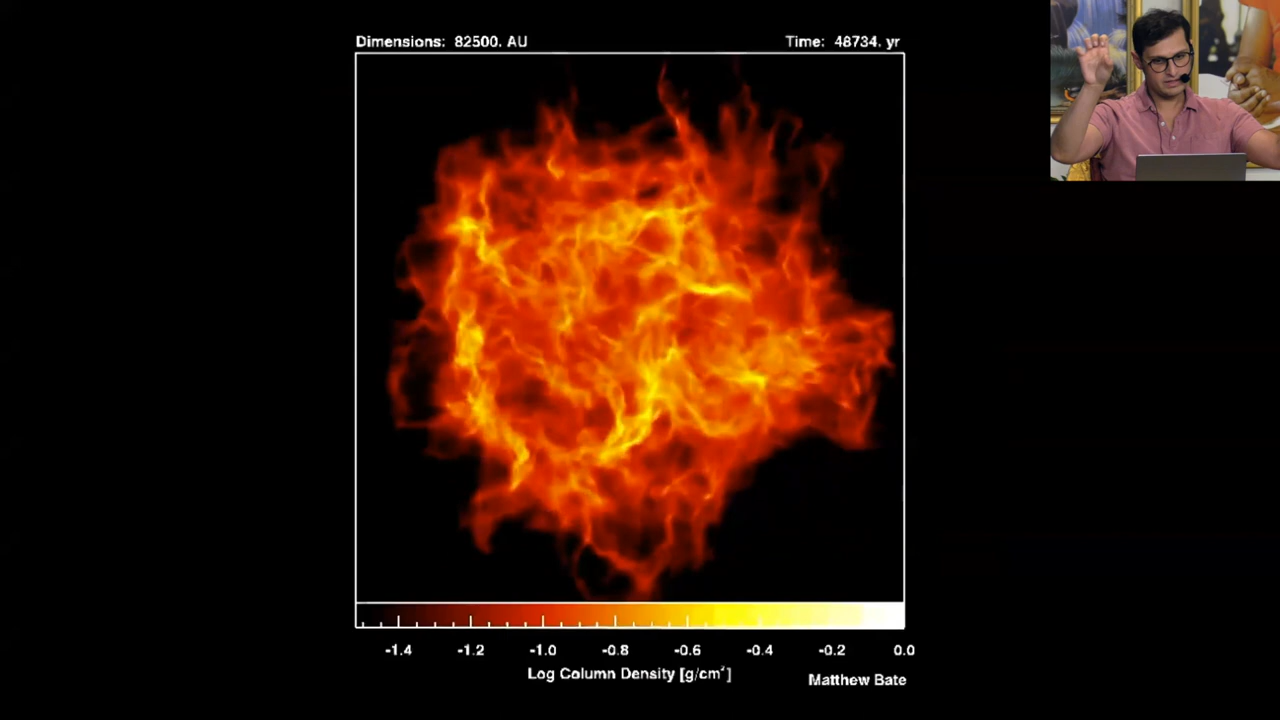 Dimensions: 82500. AU
Time: 48734. yr
-1.4 -1.2 -1.0 -0.8 -0.6 -0.4 -0.2 0.0
Log Column Density [g/cm²]
Matthew Bate